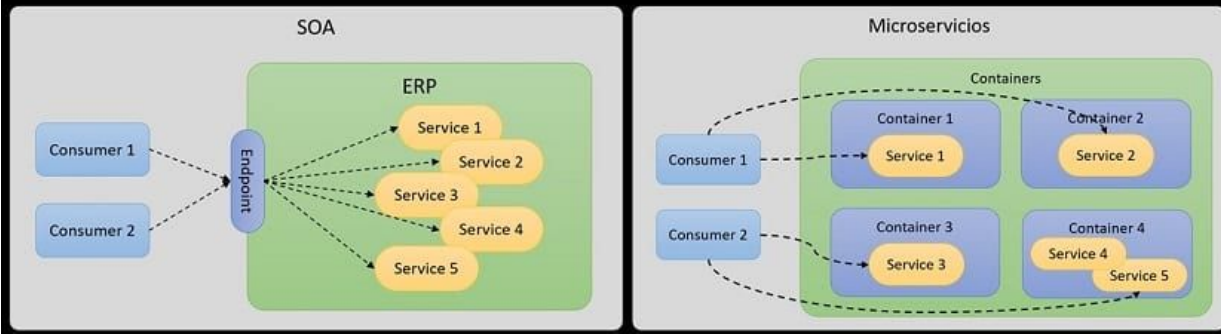 SOA
ERP
Consumer 1
Consumer 2
Endpoint
Service 1
Service 2
Service 3
Service 4
Service 5
Microservicios
Containers
Consumer 1
Consumer 2
Container 1
Service 1
Container 2
Service 2
Container 3
Service 3
Container 4
Service 4
Service 5